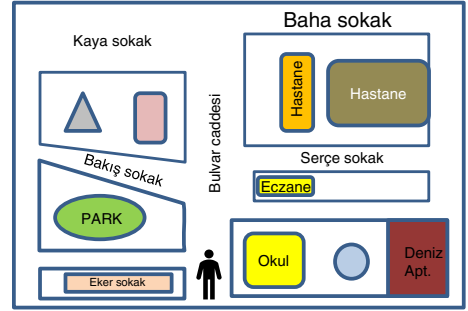 Baha sokak
Kaya sokak
Hastane
Hastane
Bulvar caddesi
Serçe sokak
Bakış sokak
Eczane
PARK
Okul
Deniz
Apt.
Eker sokak